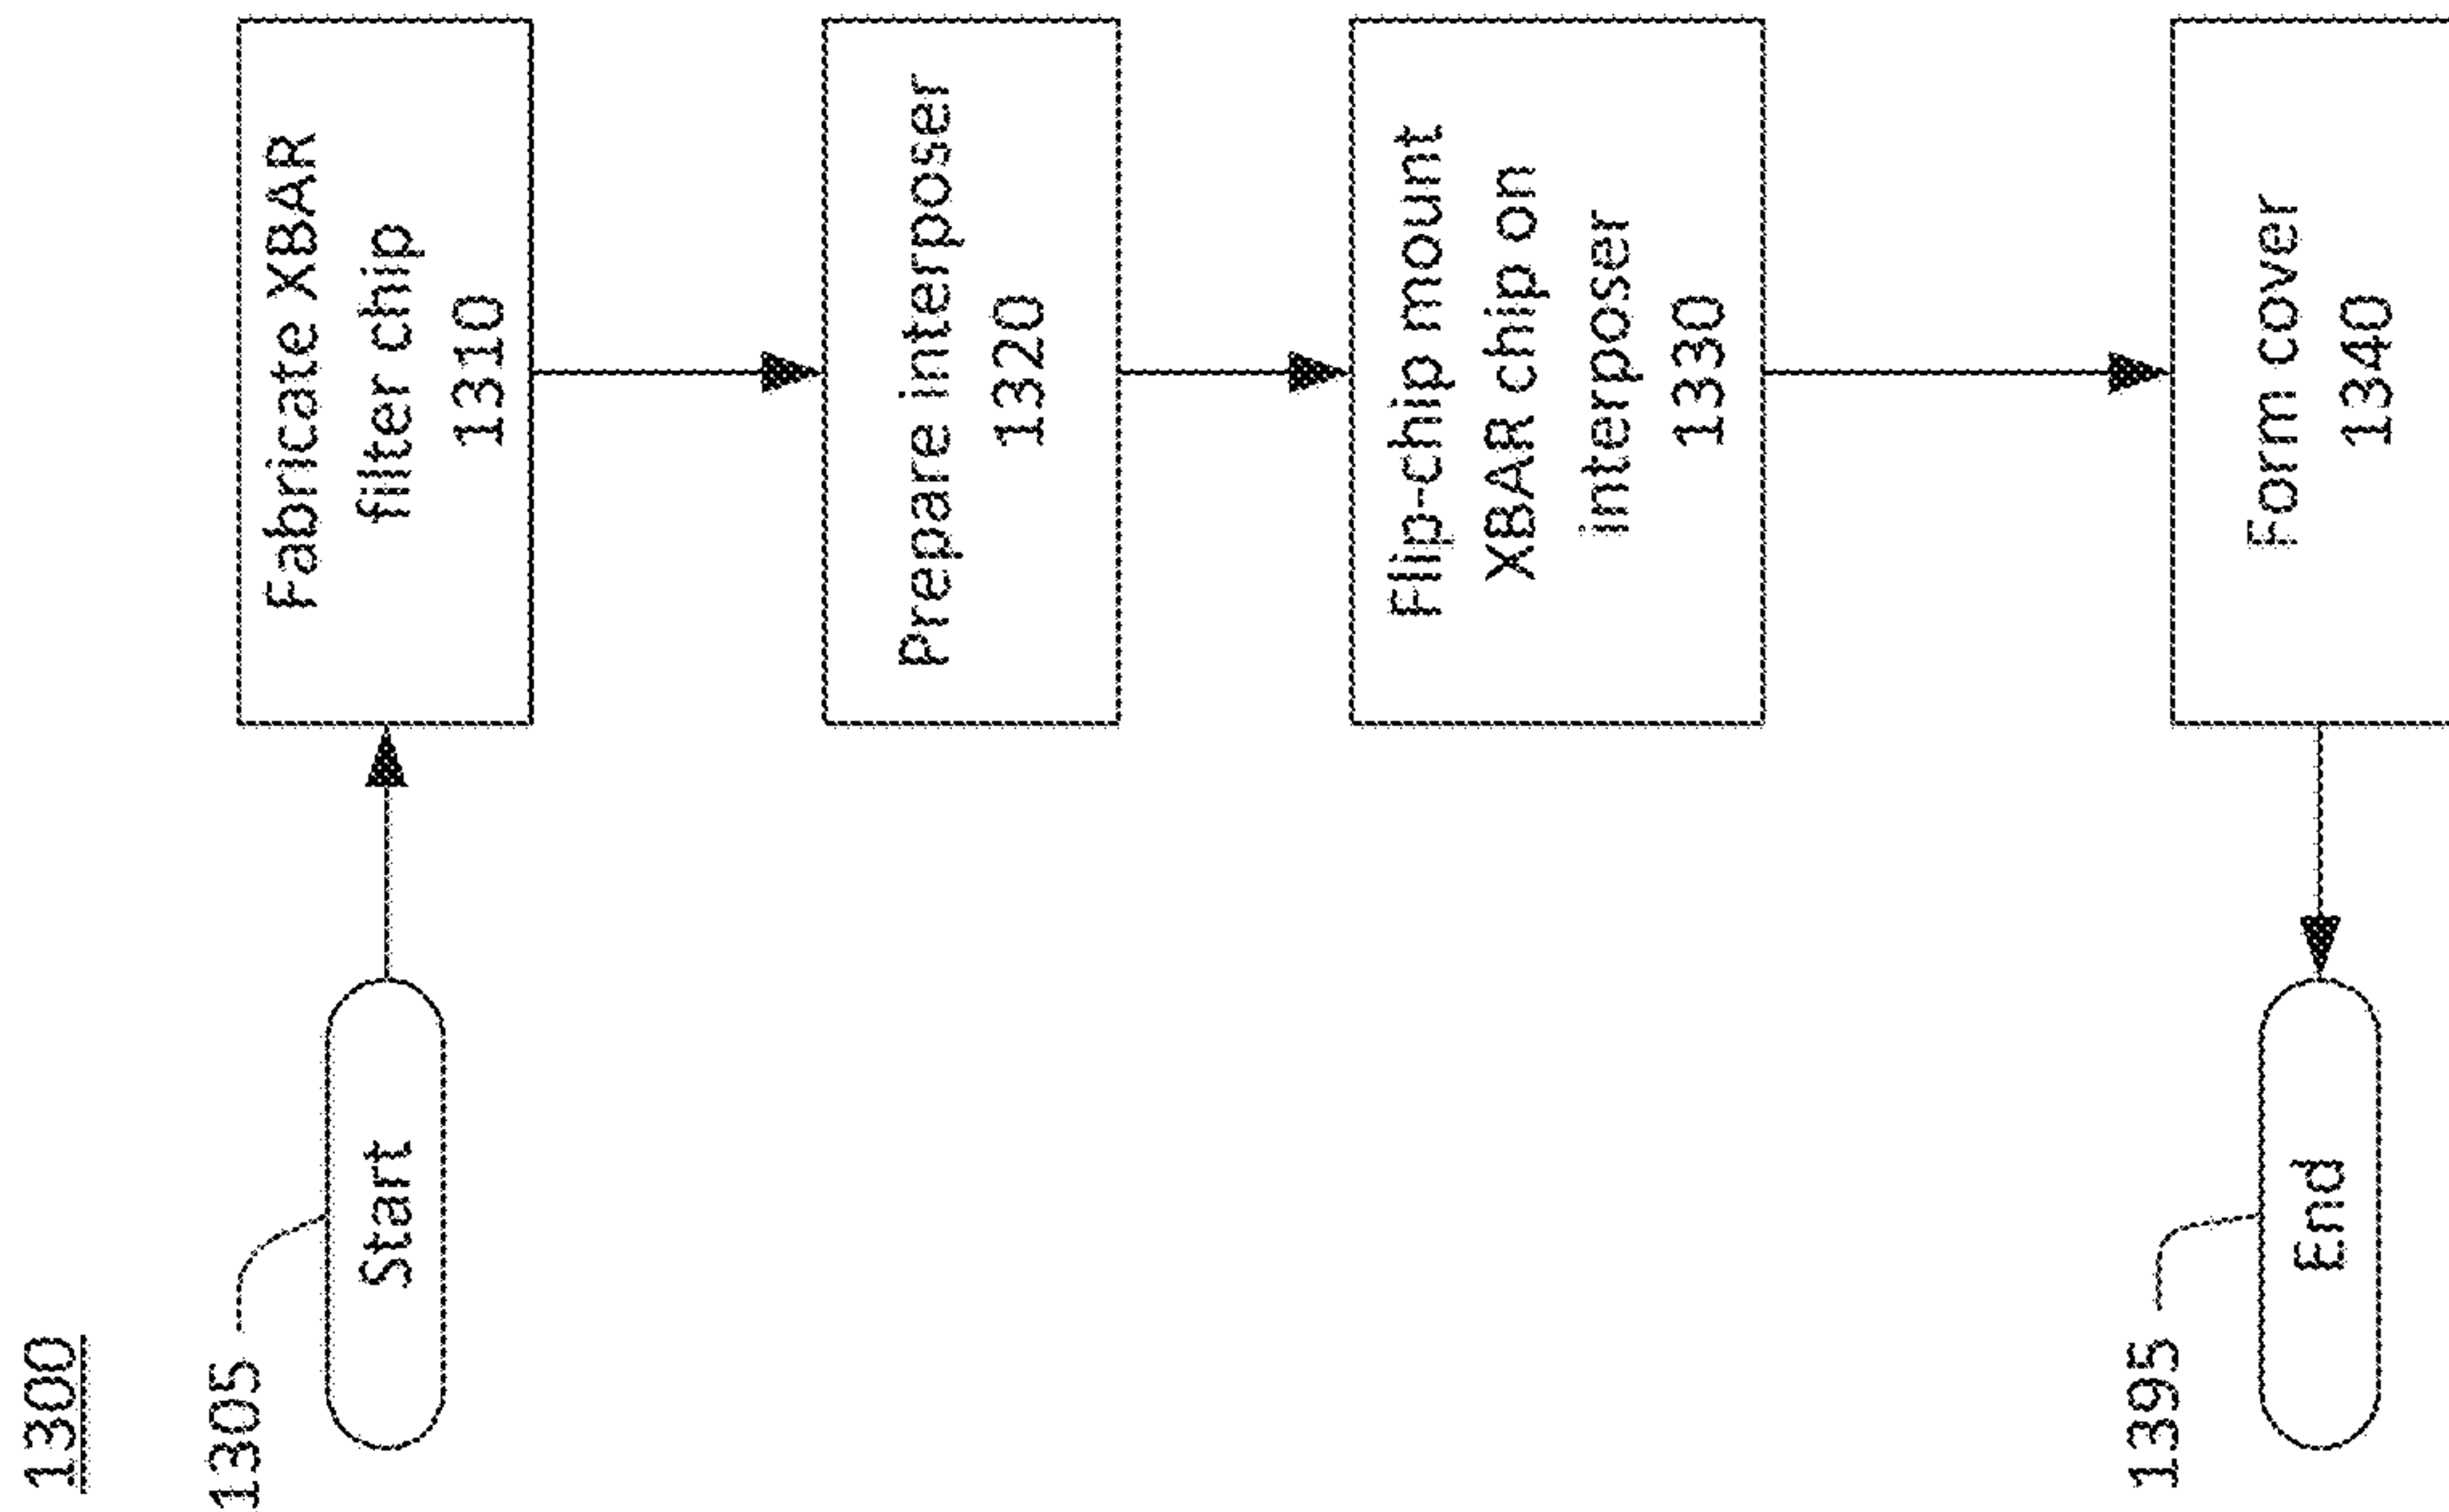 1300
1305
Start
Fabricate XBAR
filter chip
1310
Prepare interposer
1320
Flip-chip mount
XBAR chip on
interposer
1330
Form cover
1340
1395
End